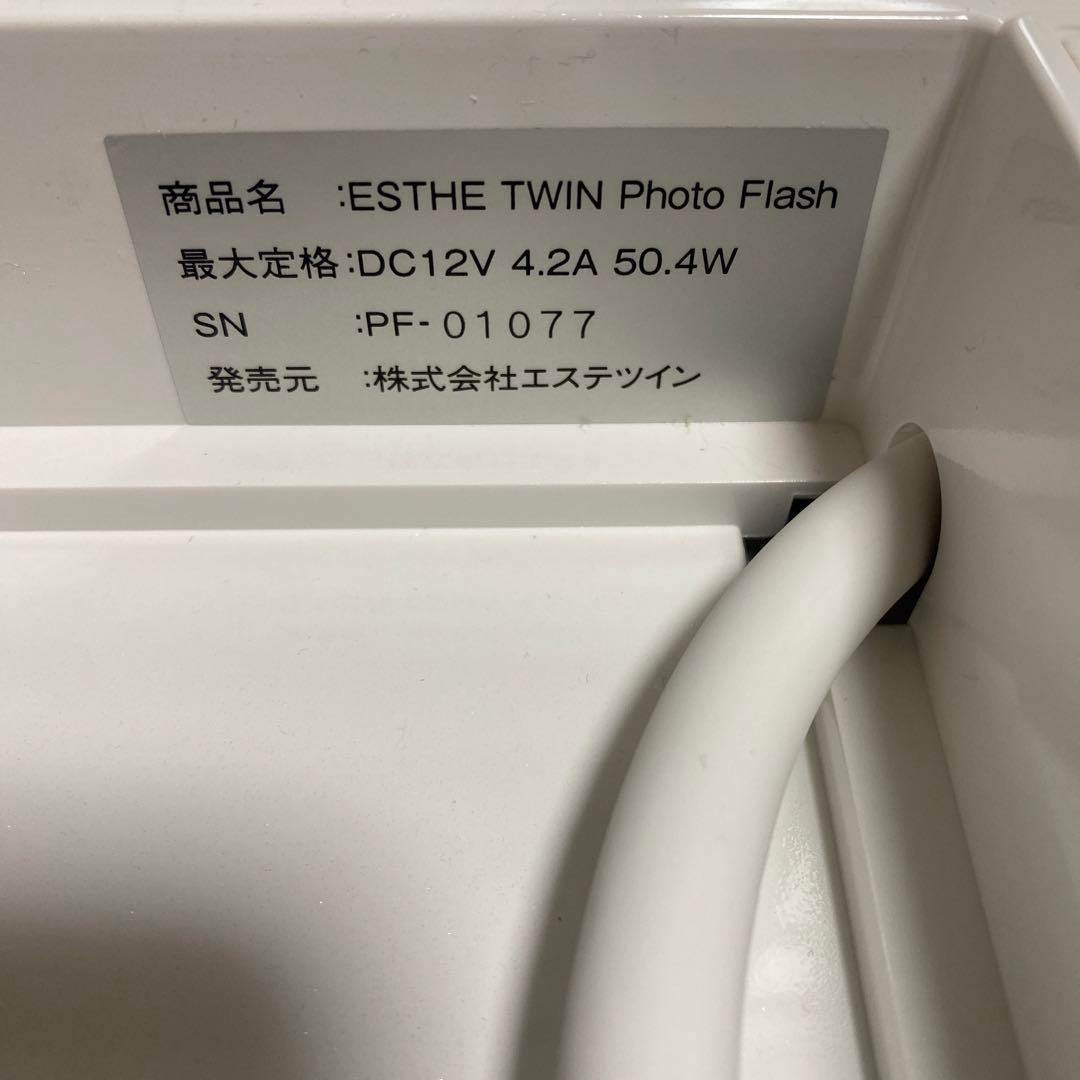 商品名 :ESTHE TWIN Photo Flash
最大定格:DC12V 4.2A 50.4W
SN :PF-01077
発売元 :株式会社エステツイン